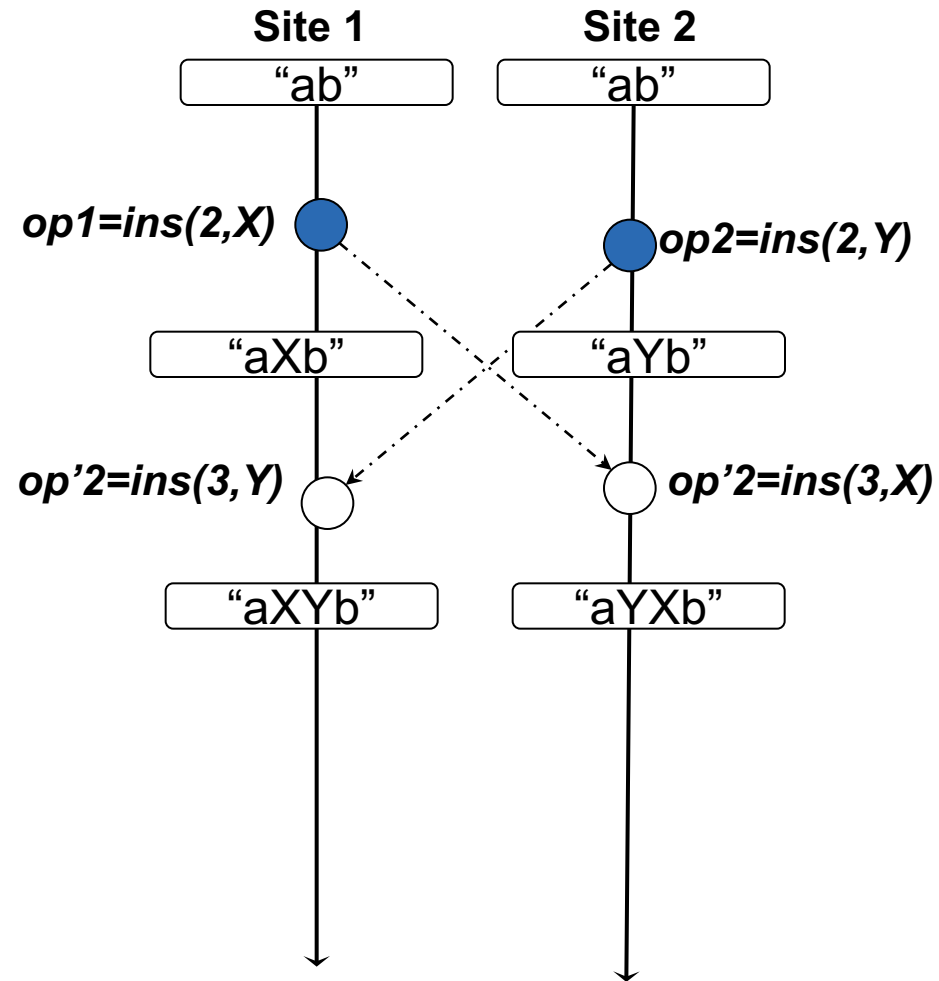 Site 1 Site 2
“ab” “ab”
op1=ins(2,X) op2=ins(2,Y)
“aXb” “aYb”
op’2=ins(3,Y) op’2=ins(3,X)
“aXYb” “aYXb”